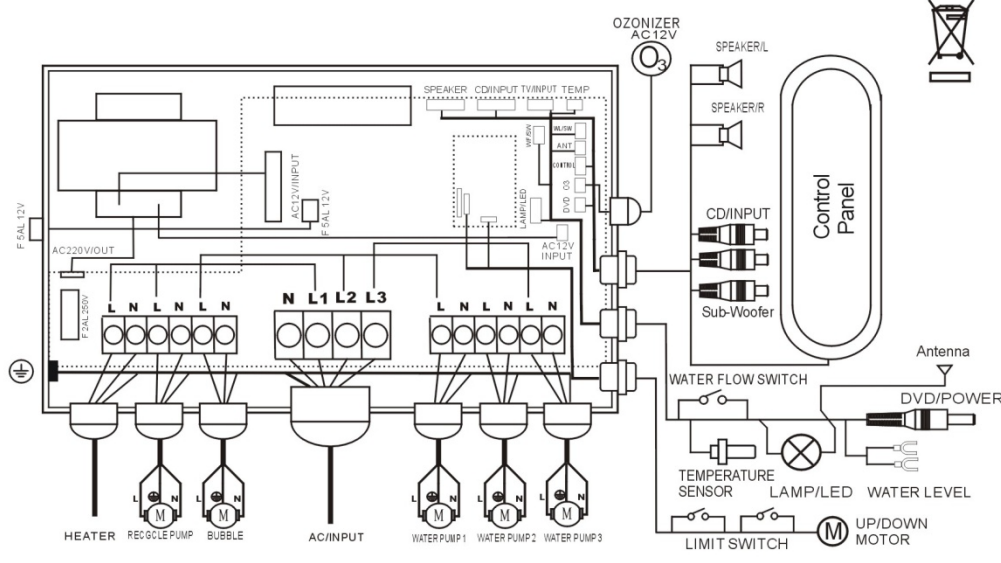 OZONIZER
AC12V
O3
SPEAKER/L
SPEAKER/R
SPEAKER CD/INPUT TV/INPUT TEMP
WL/SW
ANT
CONTROL
O3
DVD
WF/SW
LAMP/LED
AC12V/INPUT
F 5AL 12V
F 5AL 12V
AC12V
INPUT
AC220V/OUT
F 2AL 250V
L N L N L N
N L1 L2 L3
L N L N L N
CD/INPUT
Sub-Woofer
Control
Panel
Antenna
WATER FLOW SWITCH
DVD/POWER
TEMPERATURE
SENSOR
LAMP/LED
WATER LEVEL
L N
M
L N
M
L N
M
L N
M
L N
M
HEATER
RECGCLE PUMP
BUBBLE
AC/INPUT
WATER PUMP 1
WATER PUMP 2
WATER PUMP 3
LIMIT SWITCH
M
UP/DOWN
MOTOR